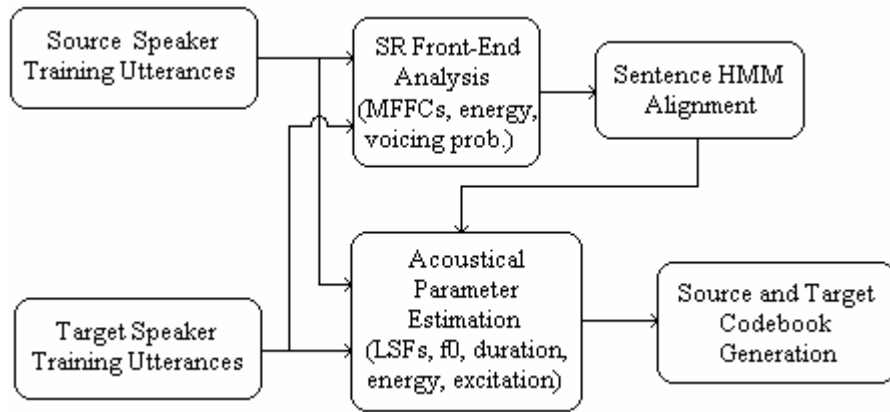 Source Speaker
Training Utterances
SR Front-End
Analysis
(MFFCs, energy,
voicing prob.)
Sentence HMM
Alignment
Target Speaker
Training Utterances
Acoustical
Parameter
Estimation
(LSFs, f0, duration,
energy, excitation)
Source and Target
Codebook
Generation